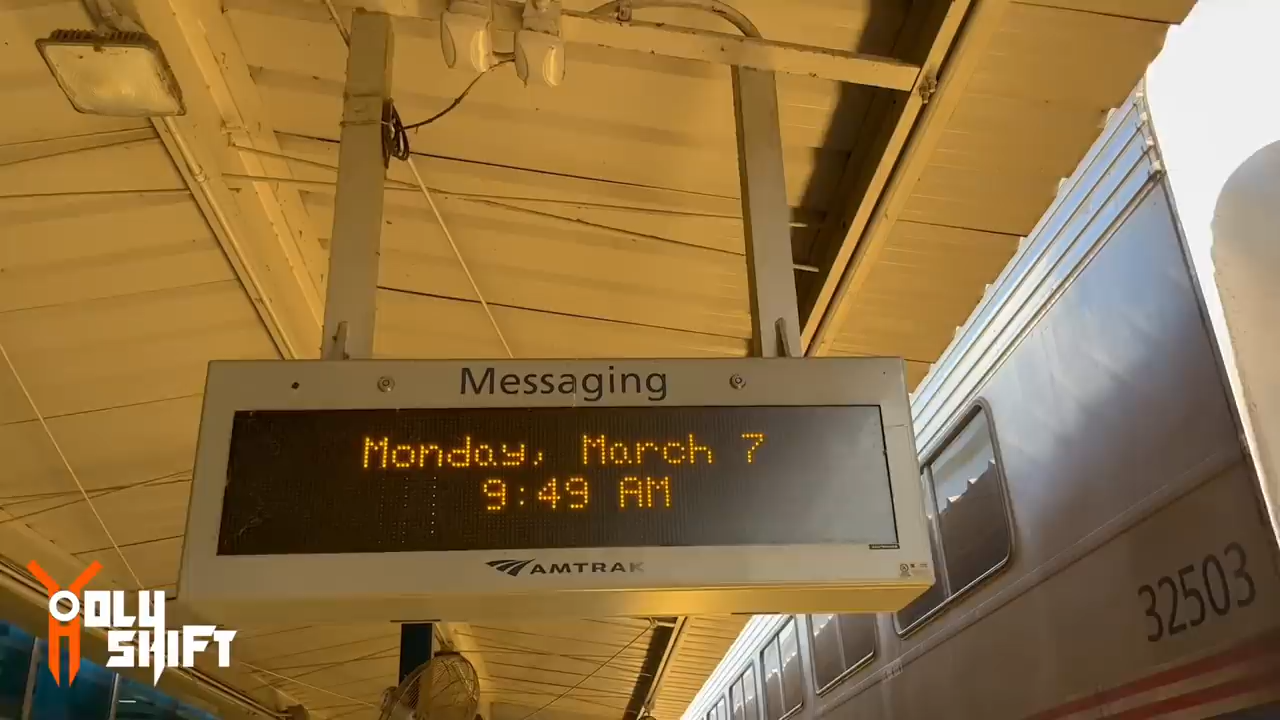 Messaging
Monday, March 7
9:49 AM
AMTRAK
32503
HOLY
SHIFT